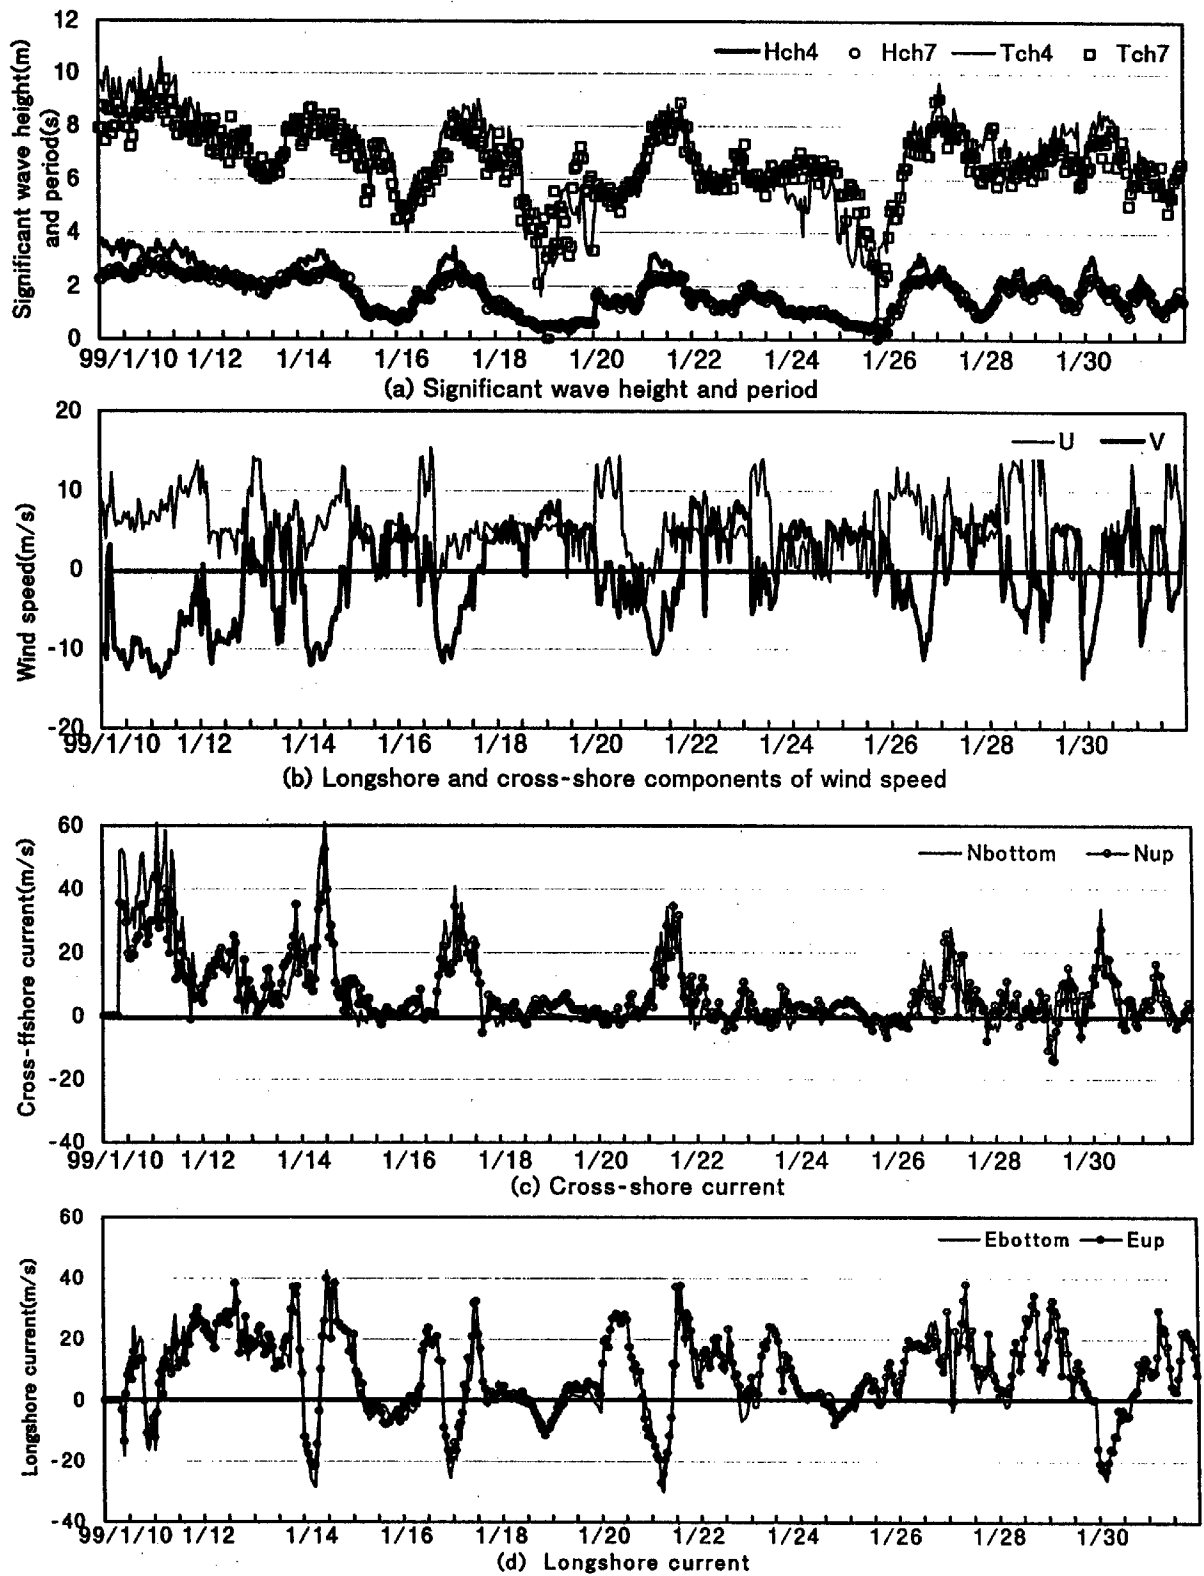 Significant wave height(m)
and period(s)
12
10
8
6
4
2
0
Hch4 Hch7 Tch4 Tch7
99/1/10 1/12 1/14 1/16 1/18 1/20 1/22 1/24 1/26 1/28 1/30
(a) Significant wave height and period
Wind speed(m/s)
20
10
0
-10
-20
U V
99/1/10 1/12 1/14 1/16 1/18 1/20 1/22 1/24 1/26 1/28 1/30
(b) Longshore and cross-shore components of wind speed
Cross-ffshore current(m/s)
60
40
20
0
-20
-40
Nbottom Nup
99/1/10 1/12 1/14 1/16 1/18 1/20 1/22 1/24 1/26 1/28 1/30
(c) Cross-shore current
Longshore current(m/s)
60
40
20
0
-20
-40
Ebottom Eup
99/1/10 1/12 1/14 1/16 1/18 1/20 1/22 1/24 1/26 1/28 1/30
(d) Longshore current